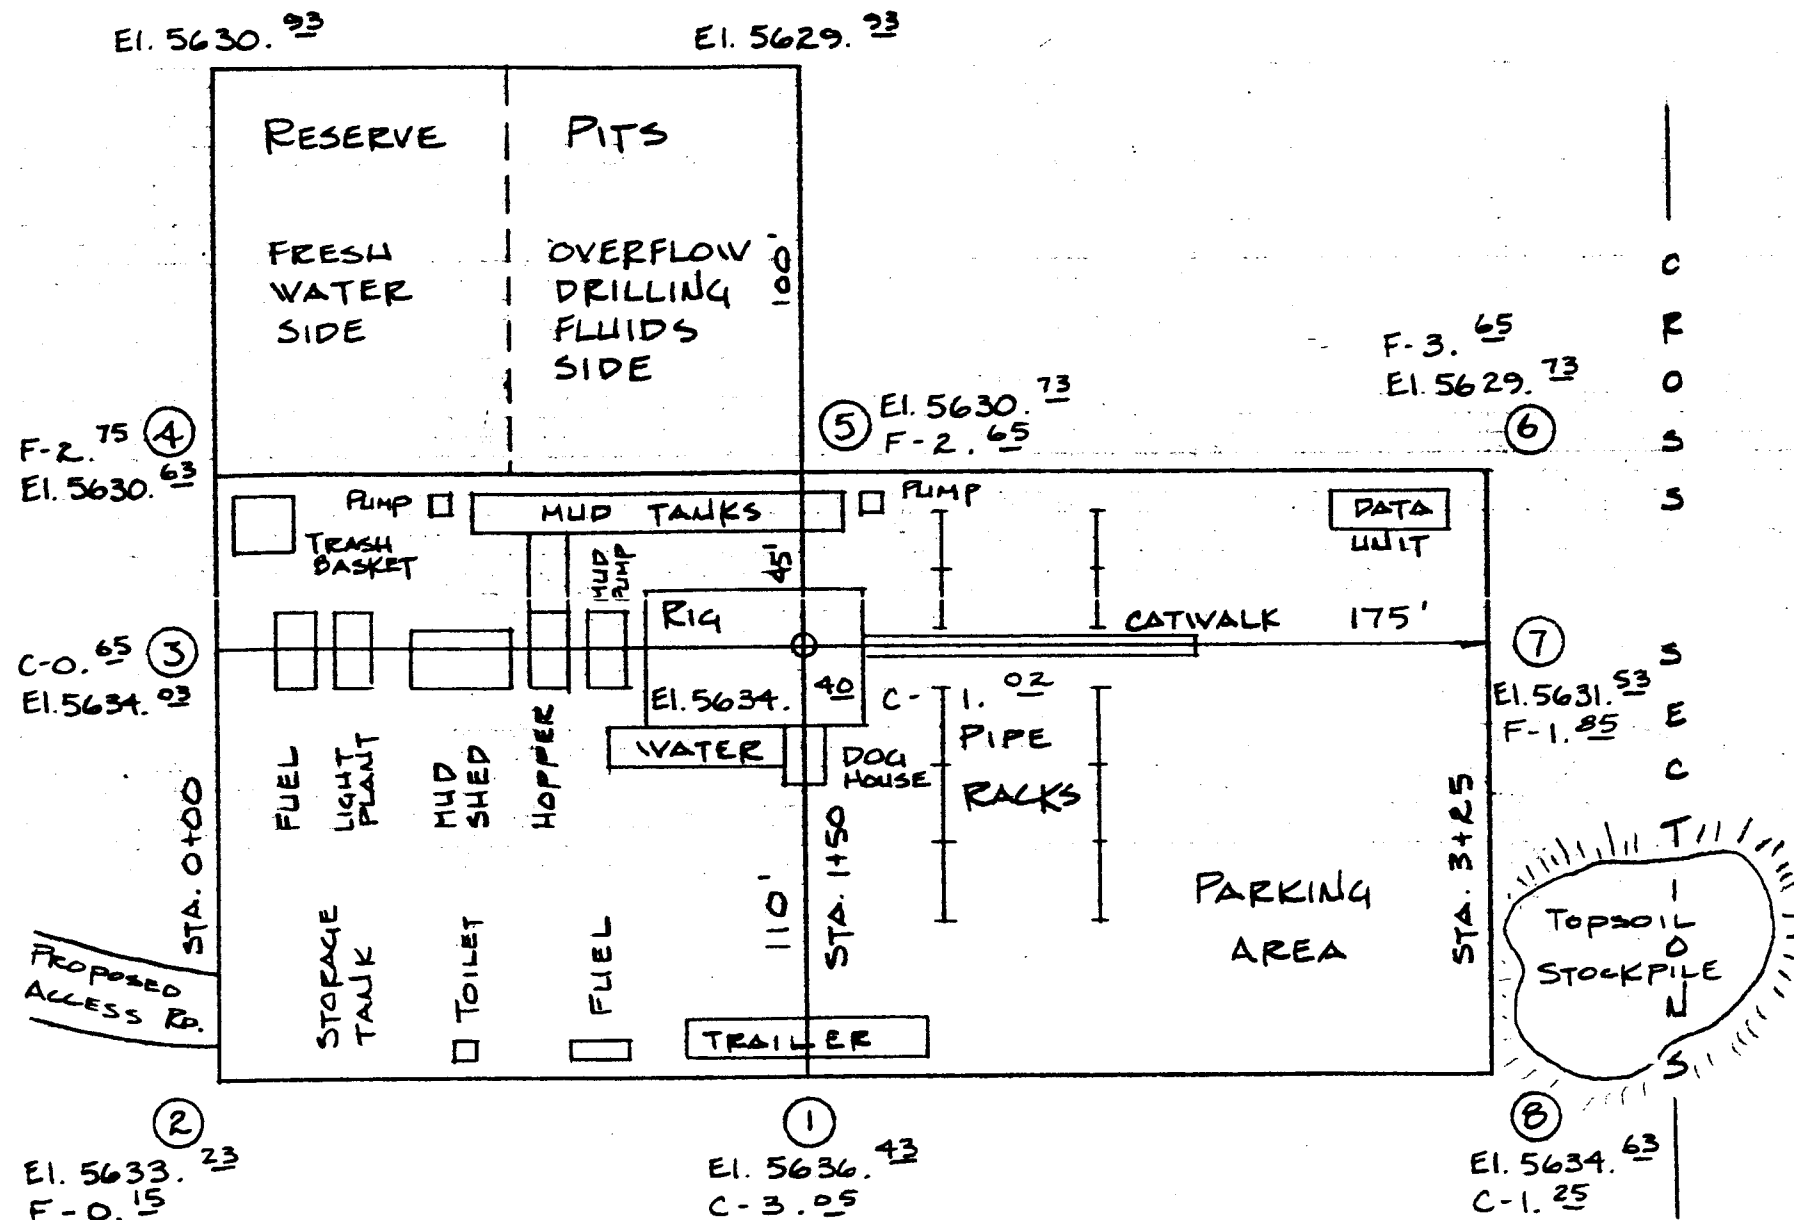 El. 5630.93
El. 5629.93
RESERVE PITS
FRESH
WATER
SIDE
OVERFLOW
DRILLING
FLUIDS
SIDE
100'
F-3.65
El. 5629.73
6
4
F-2.75
El. 5630.63
5
El. 5630.73
F-2.65
PUMP
MUD TANKS
PUMP
DATA
UNIT
TRASH
BASKET
MUD
PUMP
45'
RIG
CATWALK
175'
3
C-0.65
El. 5634.03
7
El. 5631.53
F-1.85
El. 5634.40 C-1.02
WATER
DOG
HOUSE
PIPE
RACKS
FUEL
LIGHT
PLANT
MUD
SHED
HOPPER
STA. 0+00
STA. 1+50
STA. 3+25
110'
PARKING
AREA
STORAGE
TANK
TOILET
FUEL
TRAILER
PROPOSED
ACCESS RD.
TOPSOIL
STOCKPILE
CROSS SECTIONS
2
El. 5633.23
F-0.15
1
El. 5636.43
C-3.05
8
El. 5634.63
C-1.25